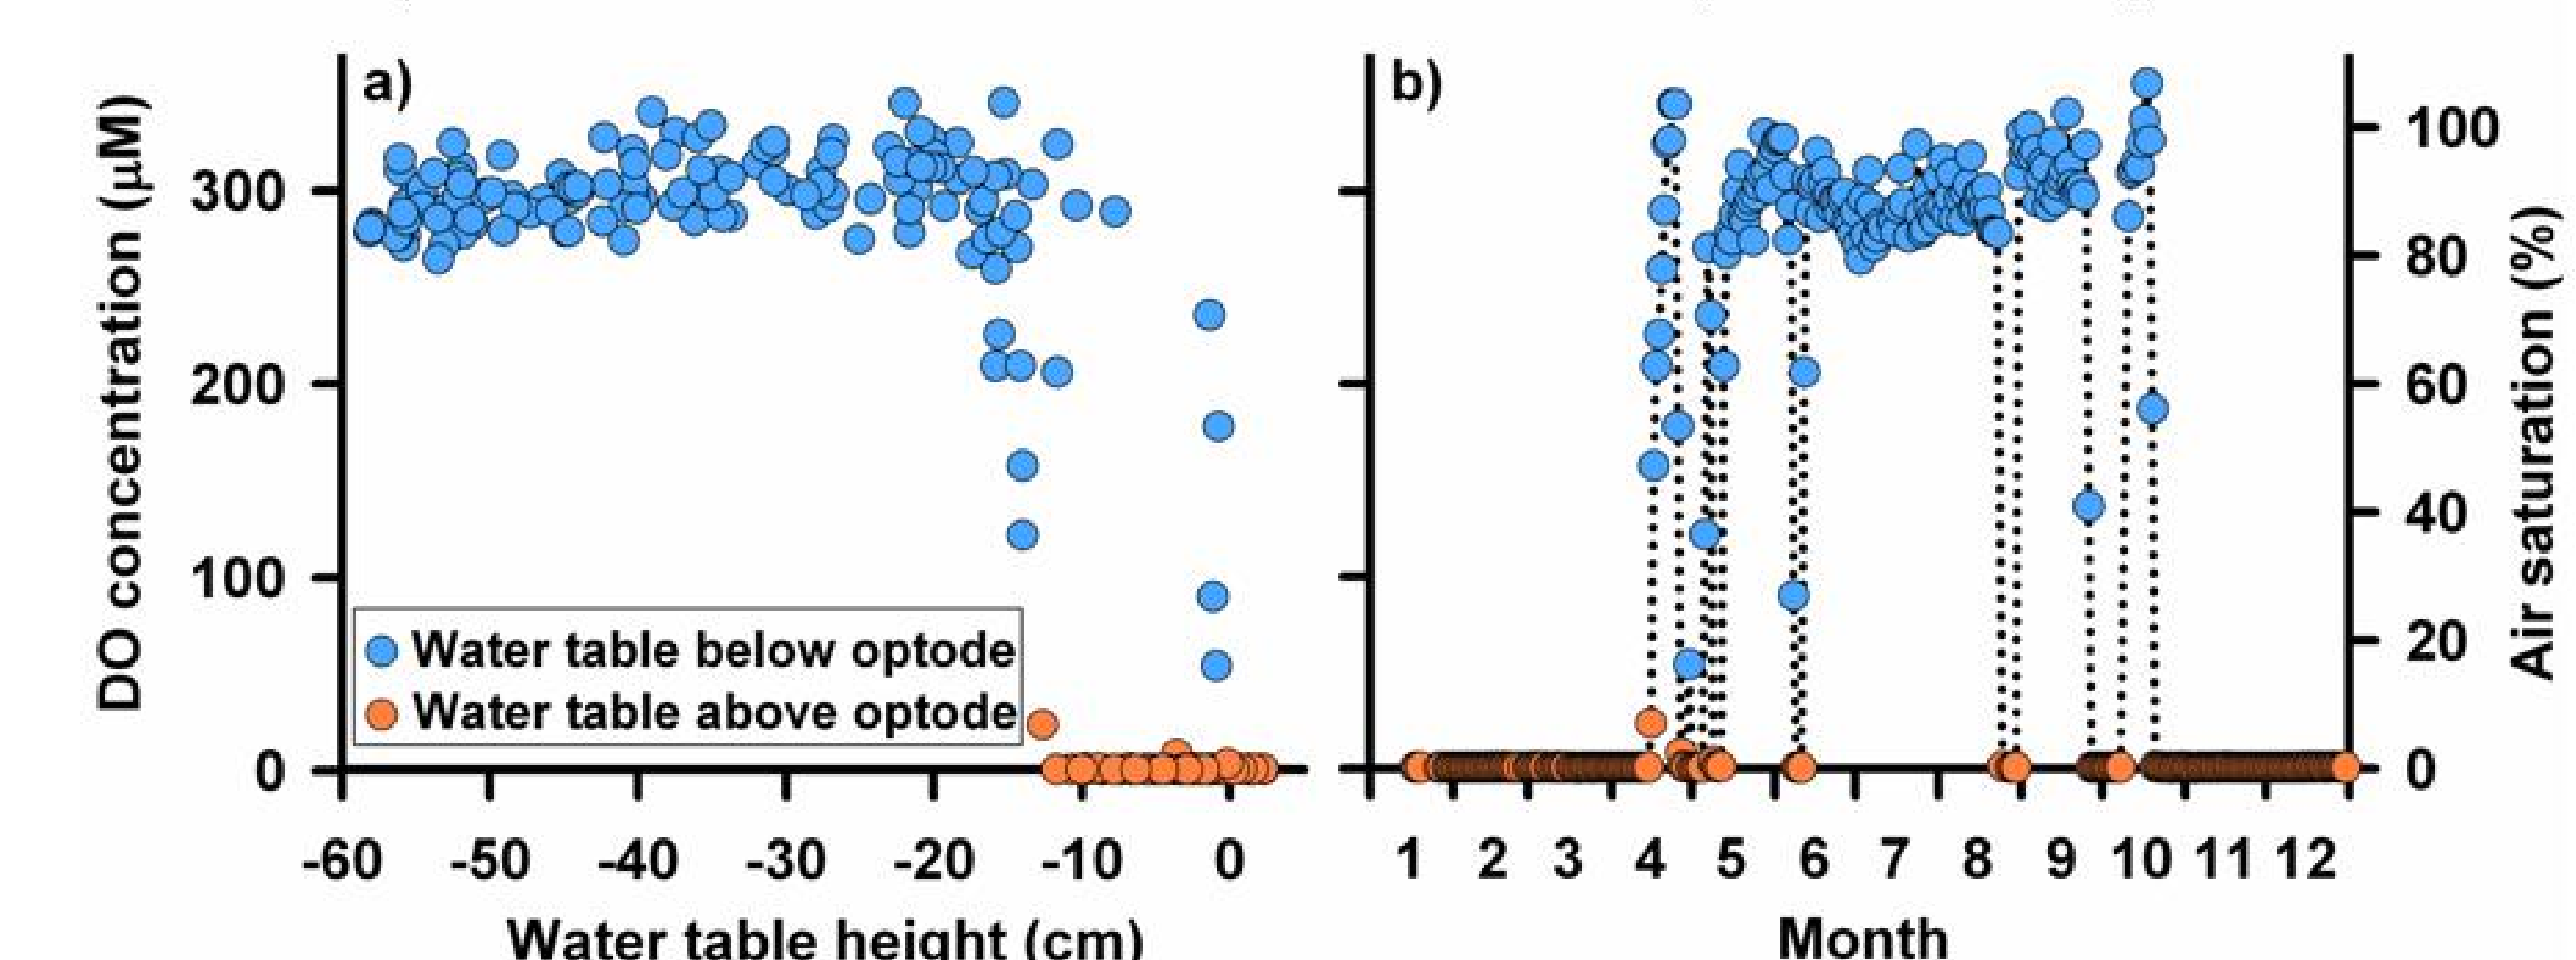 a)
DO concentration (μM)
300
200
100
0
Water table below optode
Water table above optode
-60 -50 -40 -30 -20 -10 0
Water table height (cm)
b)
100
80
60
40
20
0
Air saturation (%)
1 2 3 4 5 6 7 8 9 10 11 12
Month